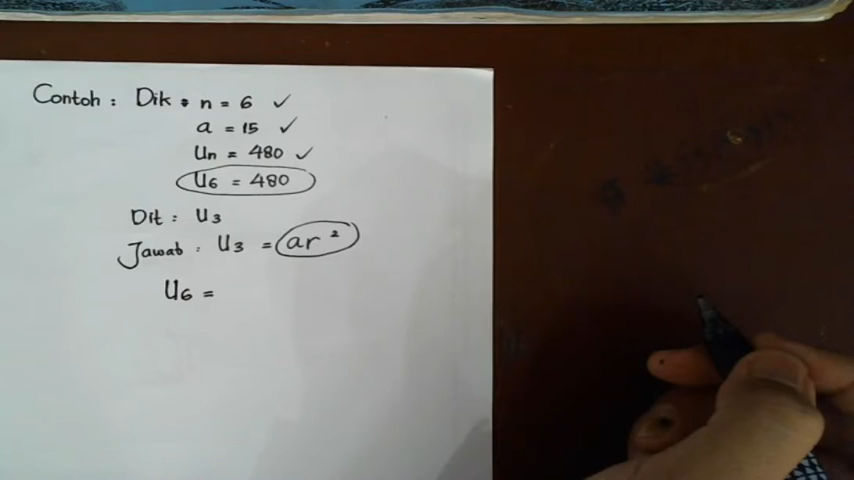 Contoh : Dik : n = 6 ✓
a = 15 ✓
Un = 480 ✓
U6 = 480
Dit : U3
Jawab : U3 = ar²
U6 =